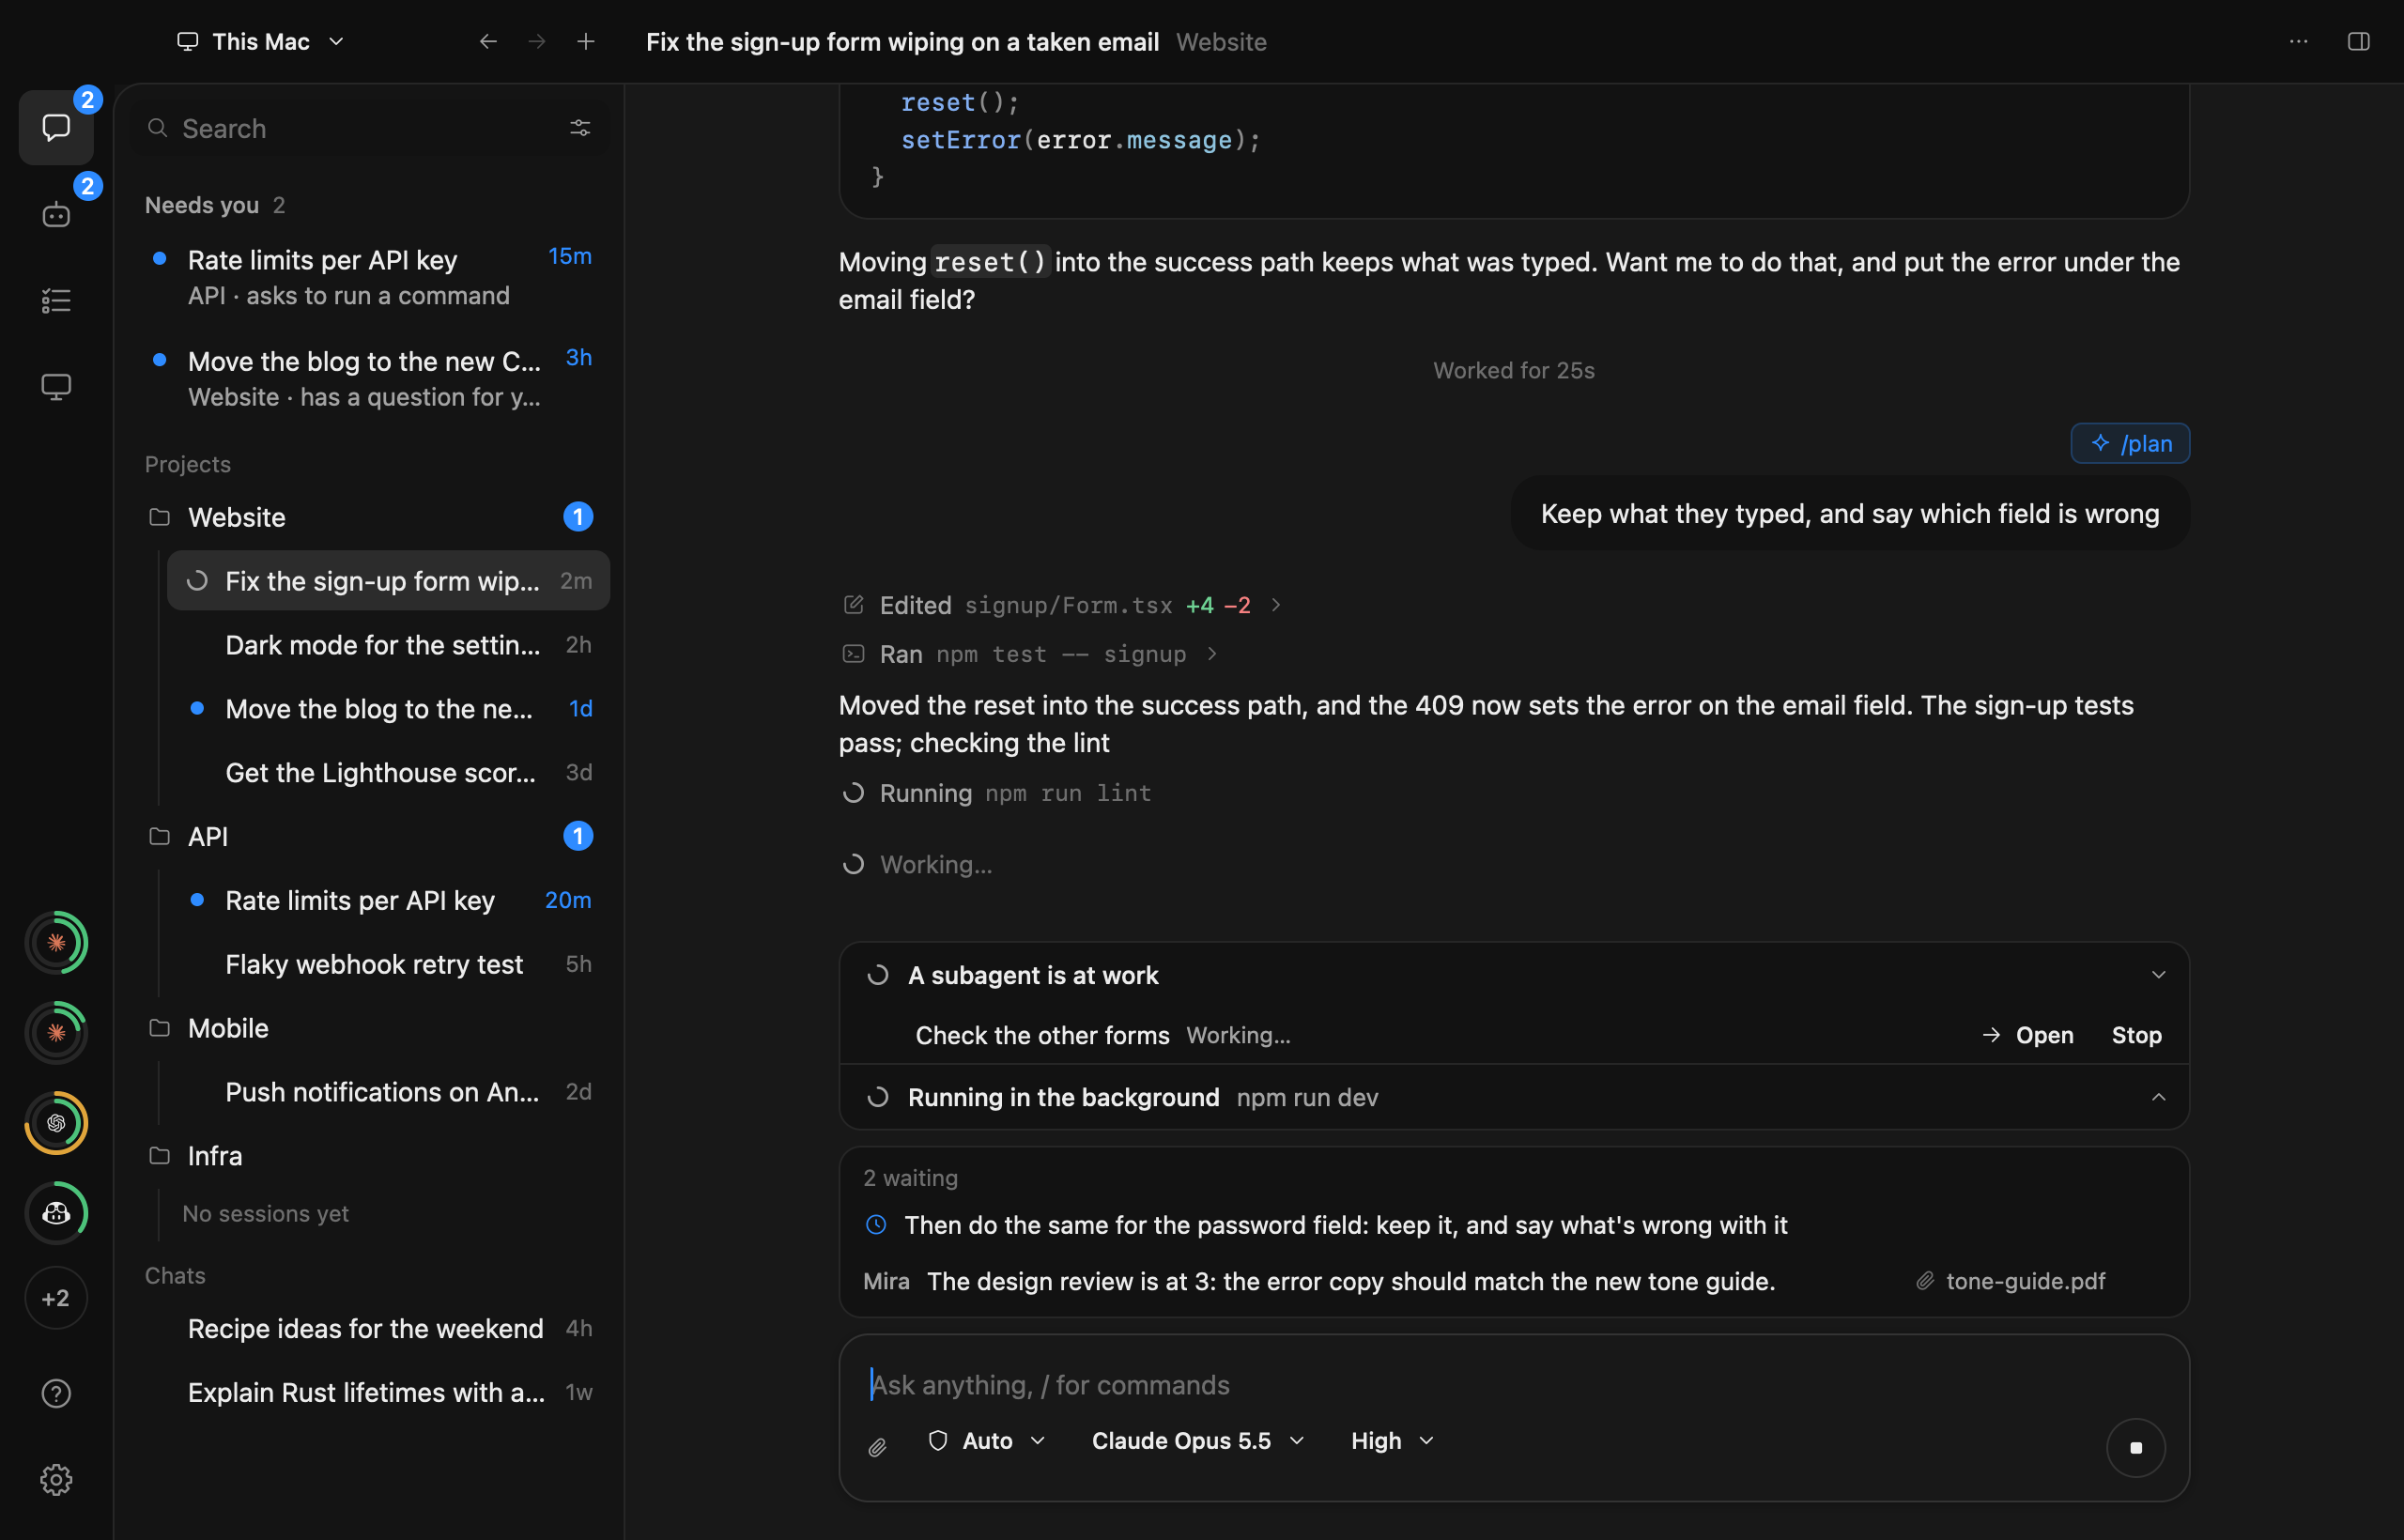 This Mac
Fix the sign-up form wiping on a taken email Website
2
2
+2
Search
Needs you 2
Rate limits per API key 15m
API · asks to run a command
Move the blog to the new C... 3h
Website · has a question for y...
Projects
Website 1
Fix the sign-up form wip... 2m
Dark mode for the settin... 2h
Move the blog to the ne... 1d
Get the Lighthouse scor... 3d
API 1
Rate limits per API key 20m
Flaky webhook retry test 5h
Mobile
Push notifications on An... 2d
Infra
No sessions yet
Chats
Recipe ideas for the weekend 4h
Explain Rust lifetimes with a... 1w
reset();
setError(error.message);
}
Moving reset() into the success path keeps what was typed. Want me to do that, and put the error under the
email field?
Worked for 25s
/plan
Keep what they typed, and say which field is wrong
Edited signup/Form.tsx +4 −2
Ran npm test -- signup
Moved the reset into the success path, and the 409 now sets the error on the email field. The sign-up tests
pass; checking the lint
Running npm run lint
Working...
A subagent is at work
Check the other forms Working...
Open Stop
Running in the background npm run dev
2 waiting
Then do the same for the password field: keep it, and say what's wrong with it
Mira The design review is at 3: the error copy should match the new tone guide. tone-guide.pdf
Ask anything, / for commands
Auto Claude Opus 5.5 High